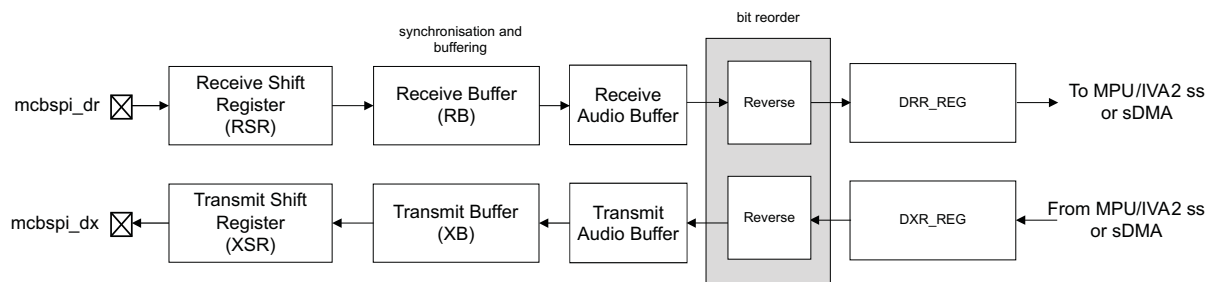 bit reorder
synchronisation and
buffering
mcbspi_dr
Receive Shift
Register
(RSR)
Receive Buffer
(RB)
Receive
Audio Buffer
Reverse
DRR_REG
To MPU/IVA2 ss
or sDMA
mcbspi_dx
Transmit Shift
Register
(XSR)
Transmit Buffer
(XB)
Transmit
Audio Buffer
Reverse
DXR_REG
From MPU/IVA2 ss
or sDMA